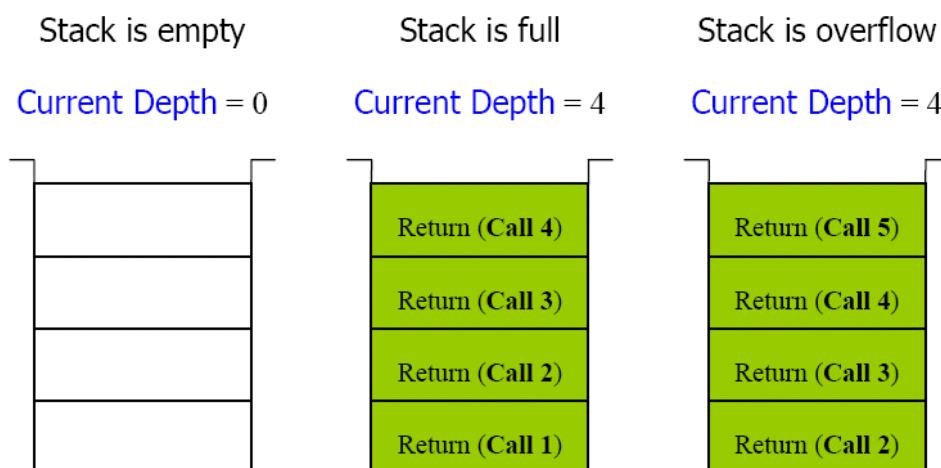 Stack is empty
Current Depth = 0
Stack is full
Current Depth = 4
Return (Call 4)
Return (Call 3)
Return (Call 2)
Return (Call 1)
Stack is overflow
Current Depth = 4
Return (Call 5)
Return (Call 4)
Return (Call 3)
Return (Call 2)